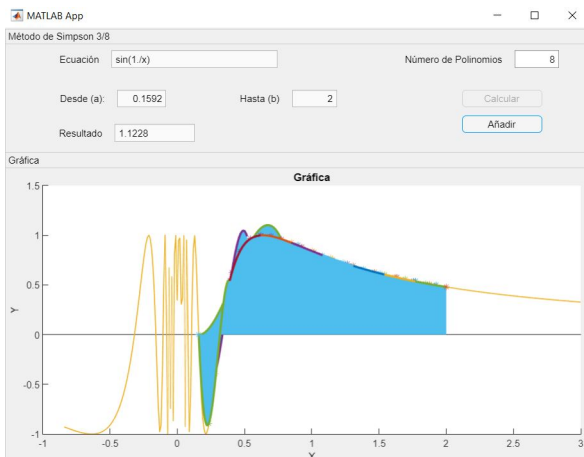 MATLAB App
Método de Simpson 3/8
Ecuación sin(1./x) Número de Polinomios 8
Desde (a): 0.1592 Hasta (b) 2 Calcular
Resultado 1.1228 Añadir
Gráfica
Gráfica
1.5
1
0.5
0
-0.5
-1
Y
-1 -0.5 0 0.5 1 1.5 2 2.5 3
X